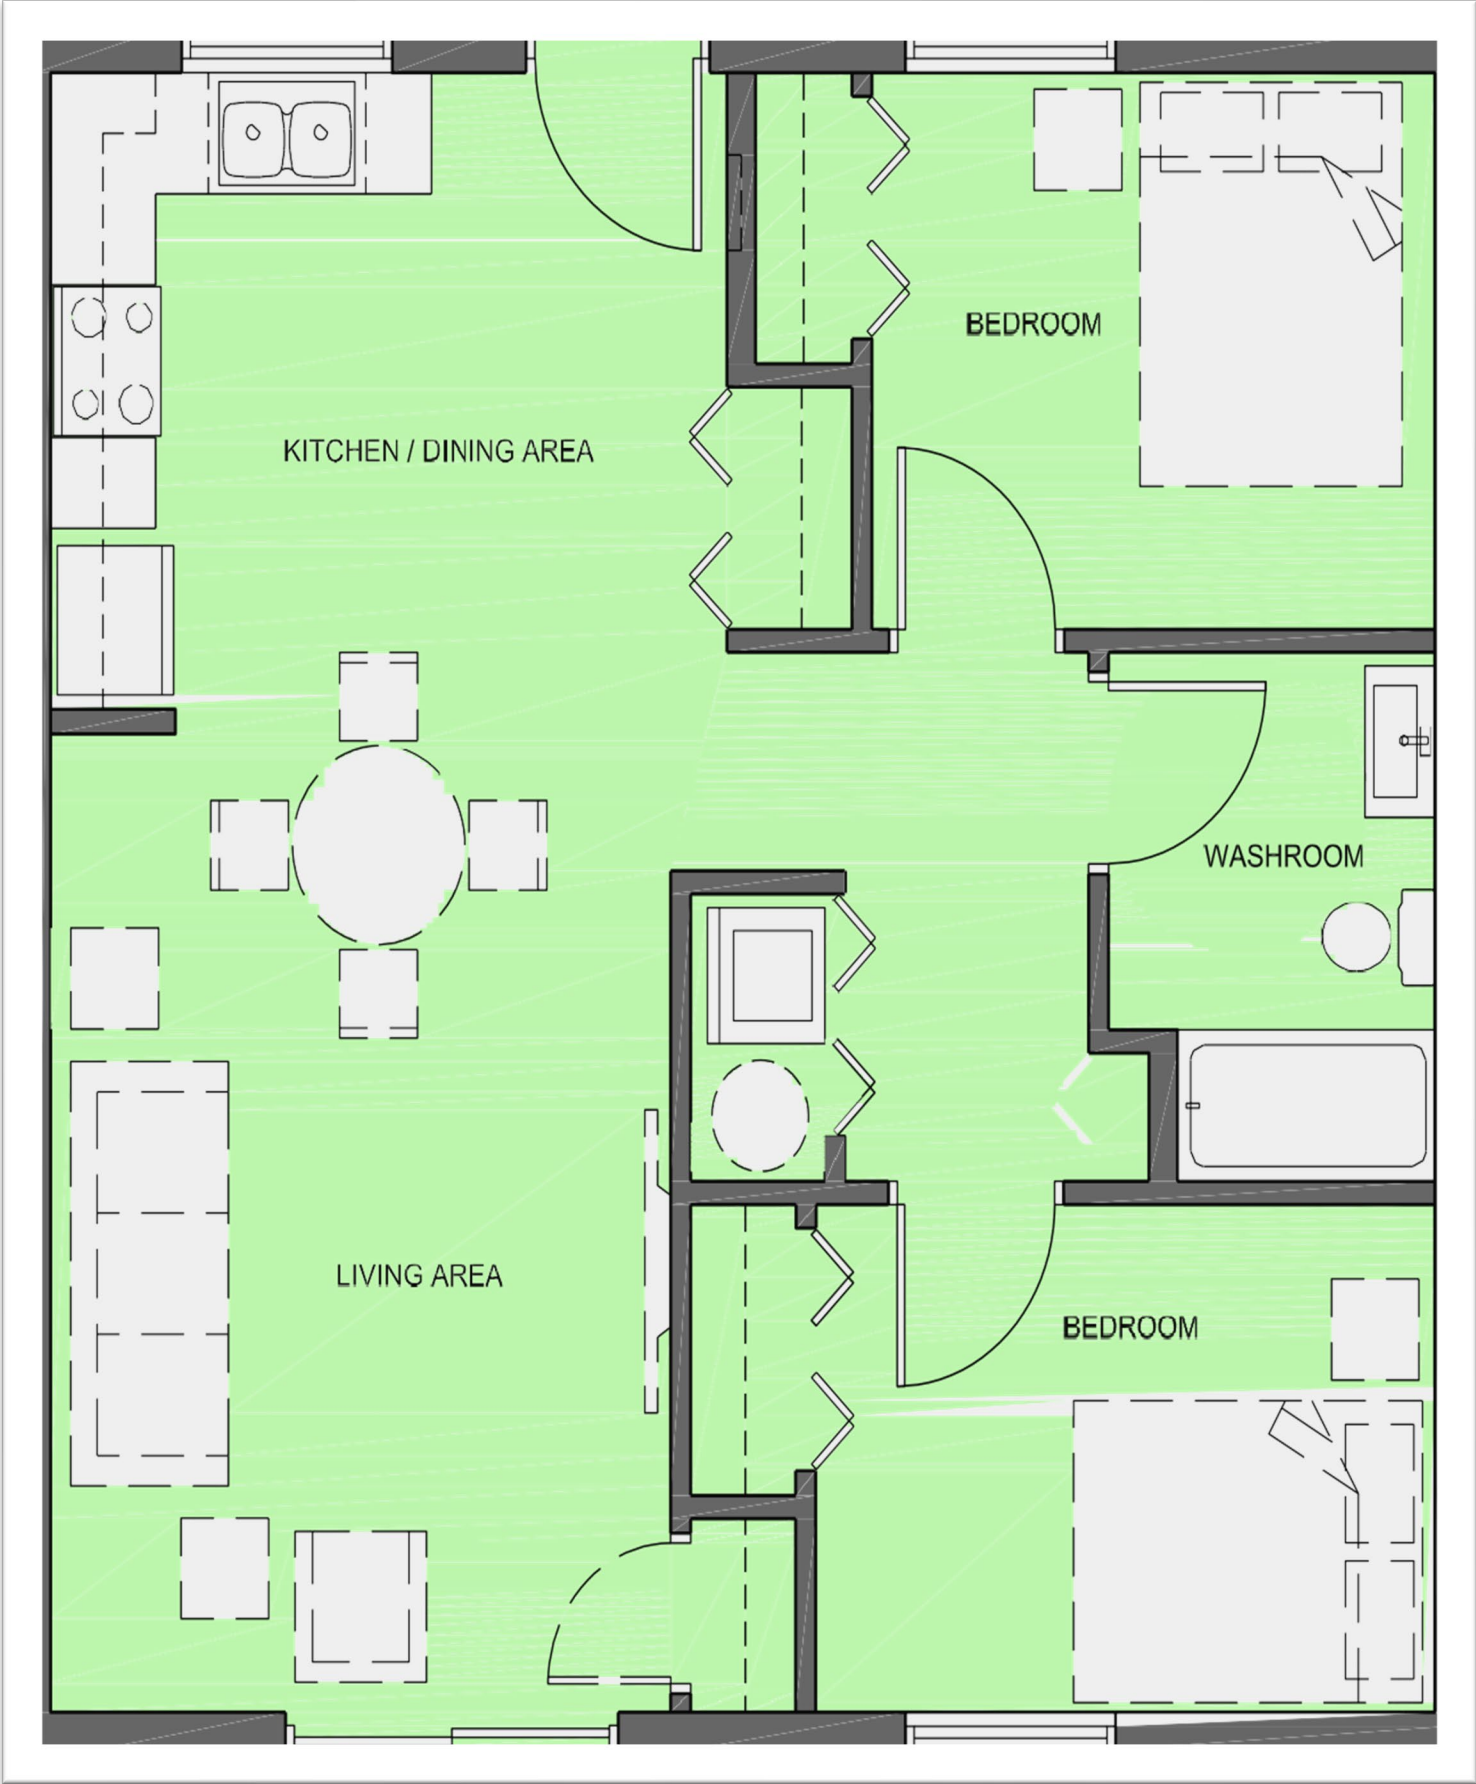 BEDROOM
KITCHEN / DINING AREA
WASHROOM
LIVING AREA
BEDROOM